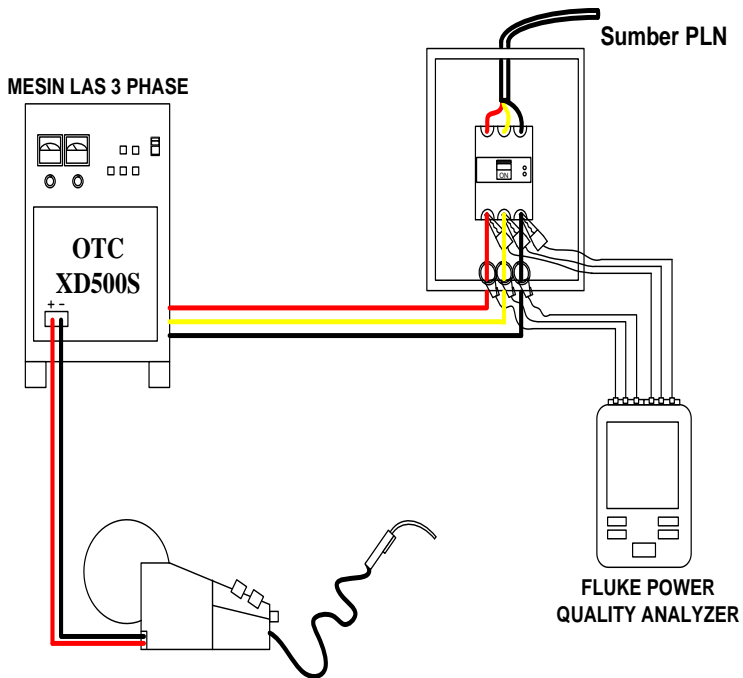 Sumber PLN
MESIN LAS 3 PHASE
ON
OTC
XD500S
+ -
FLUKE POWER
QUALITY ANALYZER